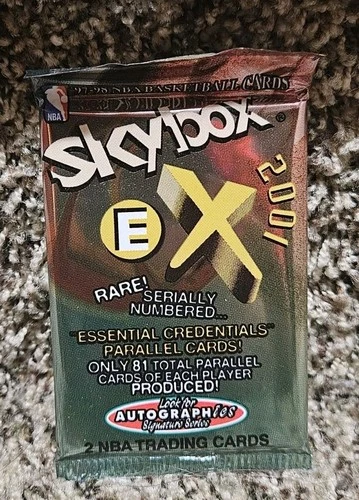 97-98 NBA BASKETBALL CARDS
NBA
SKYBOX®
E X 2001
RARE!
SERIALLY
NUMBERED...
"ESSENTIAL CREDENTIALS"
PARALLEL CARDS!
ONLY 81 TOTAL PARALLEL
CARDS OF EACH PLAYER
PRODUCED!
Look for
AUTOGRAPHics
Signature Series
2 NBA TRADING CARDS